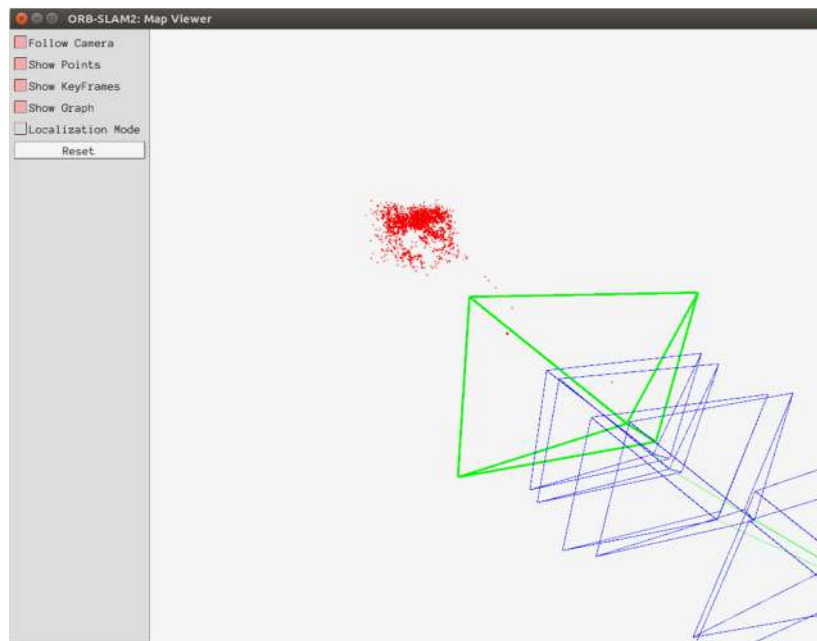 ORB-SLAM2: Map Viewer
Follow Camera
Show Points
Show KeyFrames
Show Graph
Localization Mode
Reset